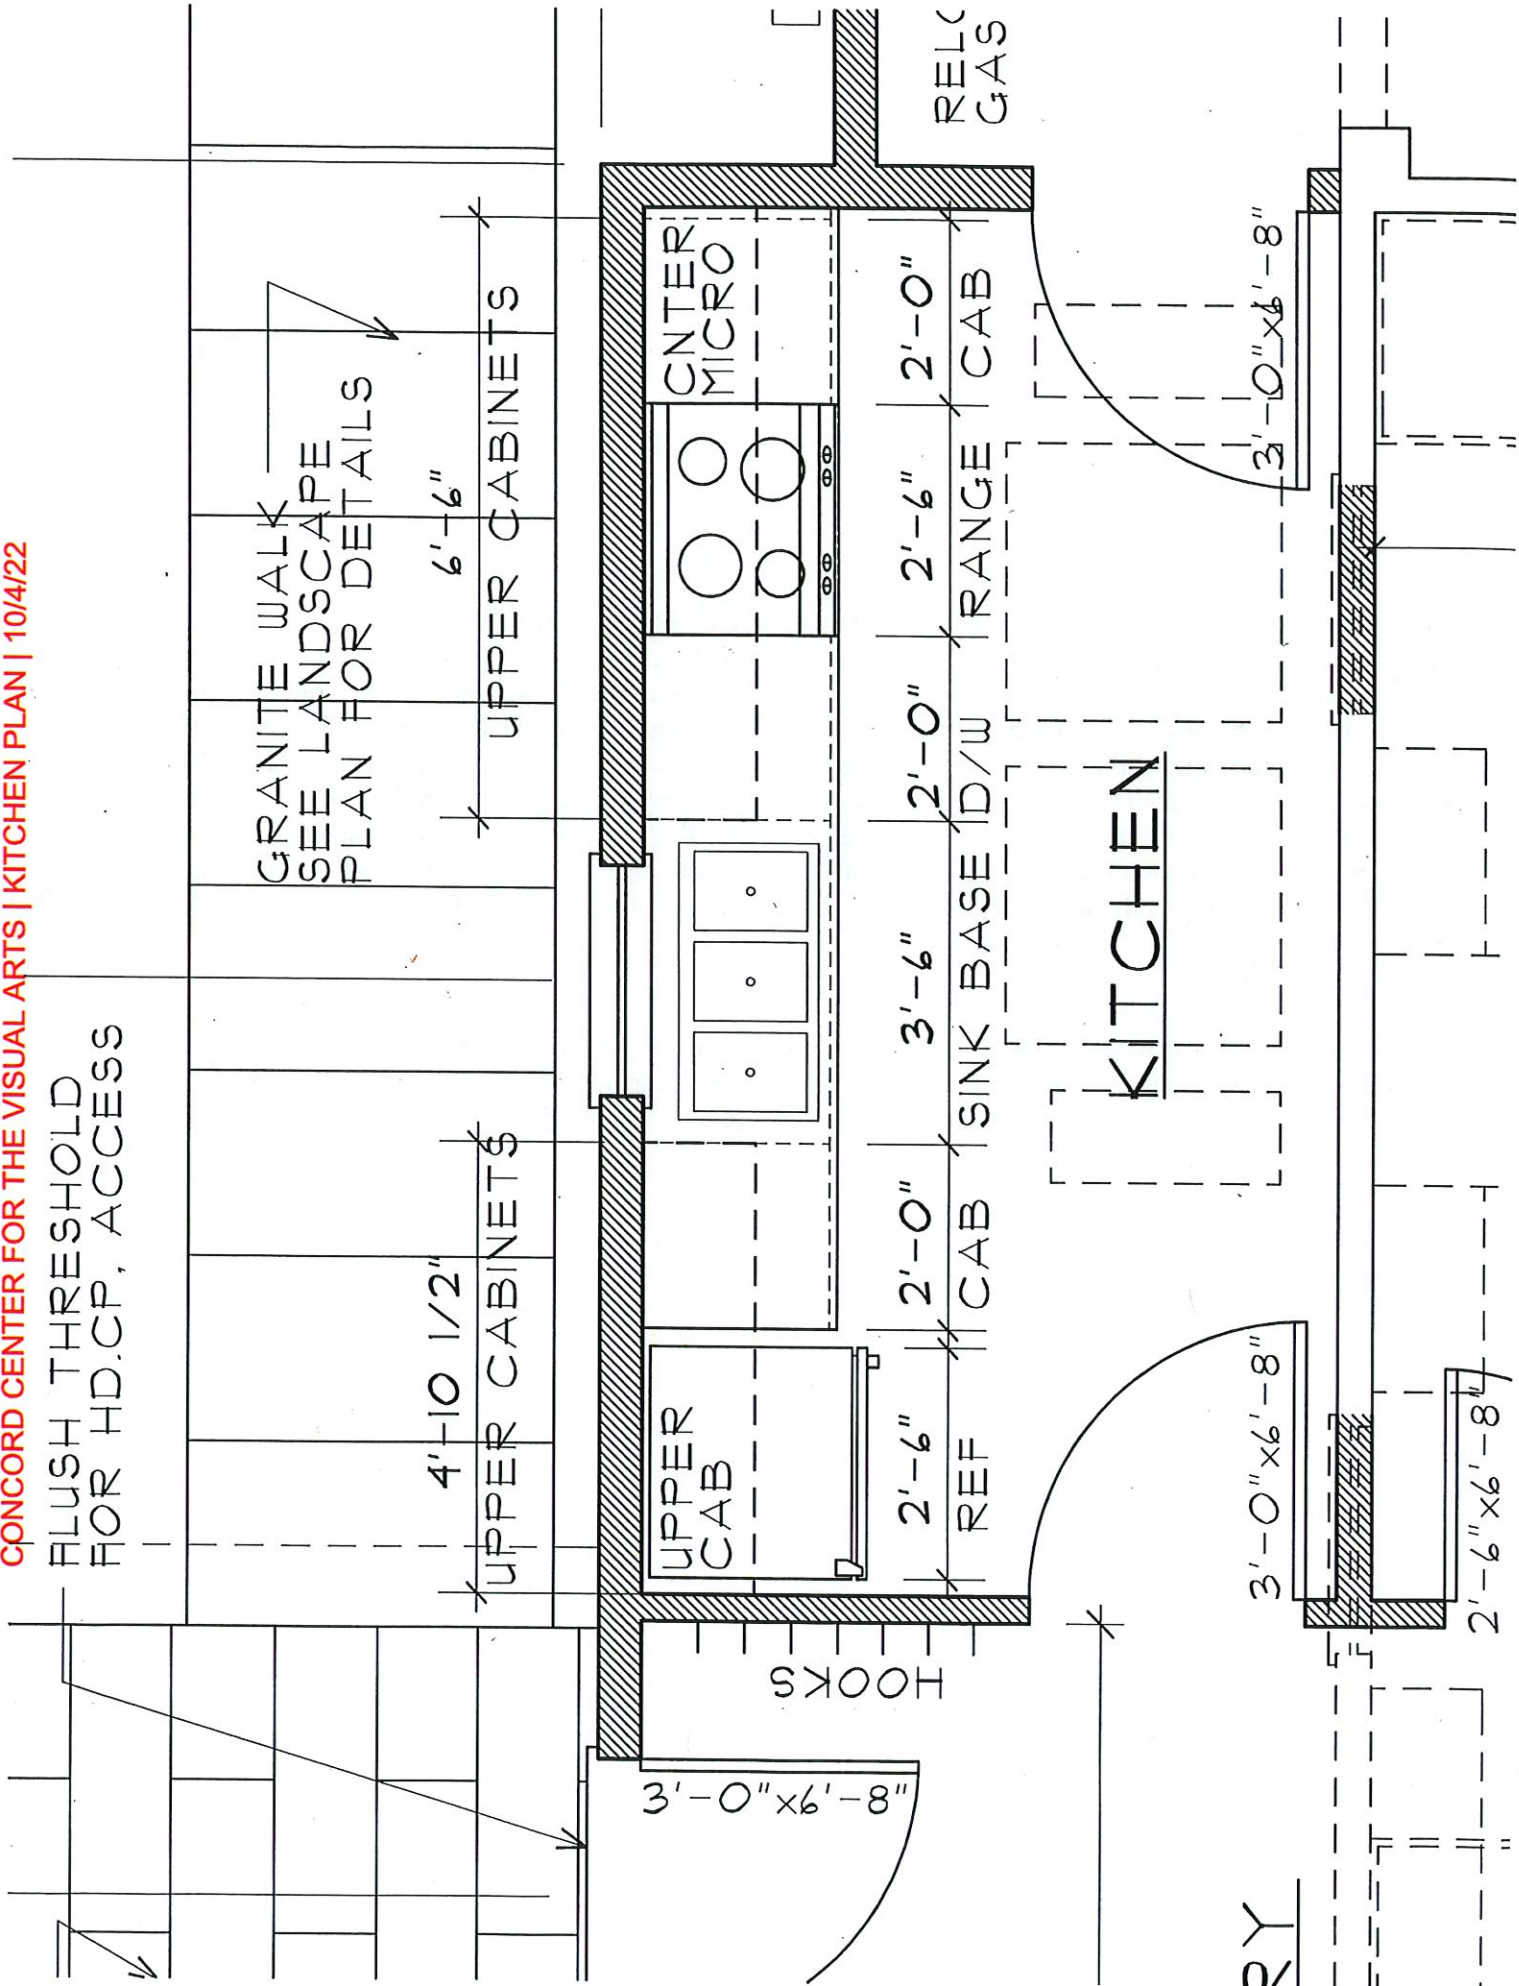 CONCORD CENTER FOR THE VISUAL ARTS | KITCHEN PLAN | 10/4/22
FLUSH THRESHOLD
FOR HD.CP. ACCESS
GRANITE WALK
SEE LANDSCAPE
PLAN FOR DETAILS
4'-10 1/2"
UPPER CABINETS
6'-6"
UPPER CABINETS
UPPER
CAB
CNTER
MICRO
2'-6"
REF
2'-0"
CAB
3'-6"
SINK BASE
2'-0"
D/W
2'-6"
RANGE
2'-0"
CAB
GAS
HOOKS
3'-0"x6'-8"
KITCHEN
3'-0"x6'-8"
3'-0"x6'-8"
2'-6"x6'-8"